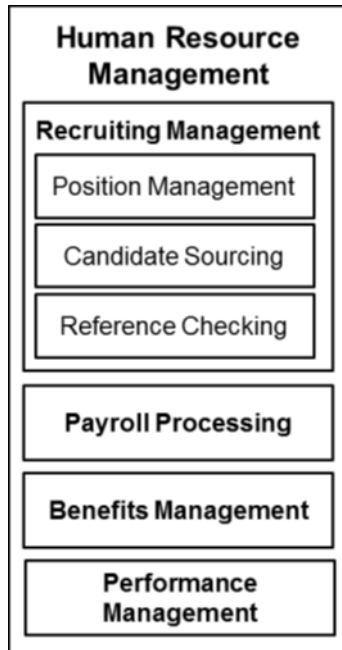 Human Resource
Management
Recruiting Management
Position Management
Candidate Sourcing
Reference Checking
Payroll Processing
Benefits Management
Performance
Management